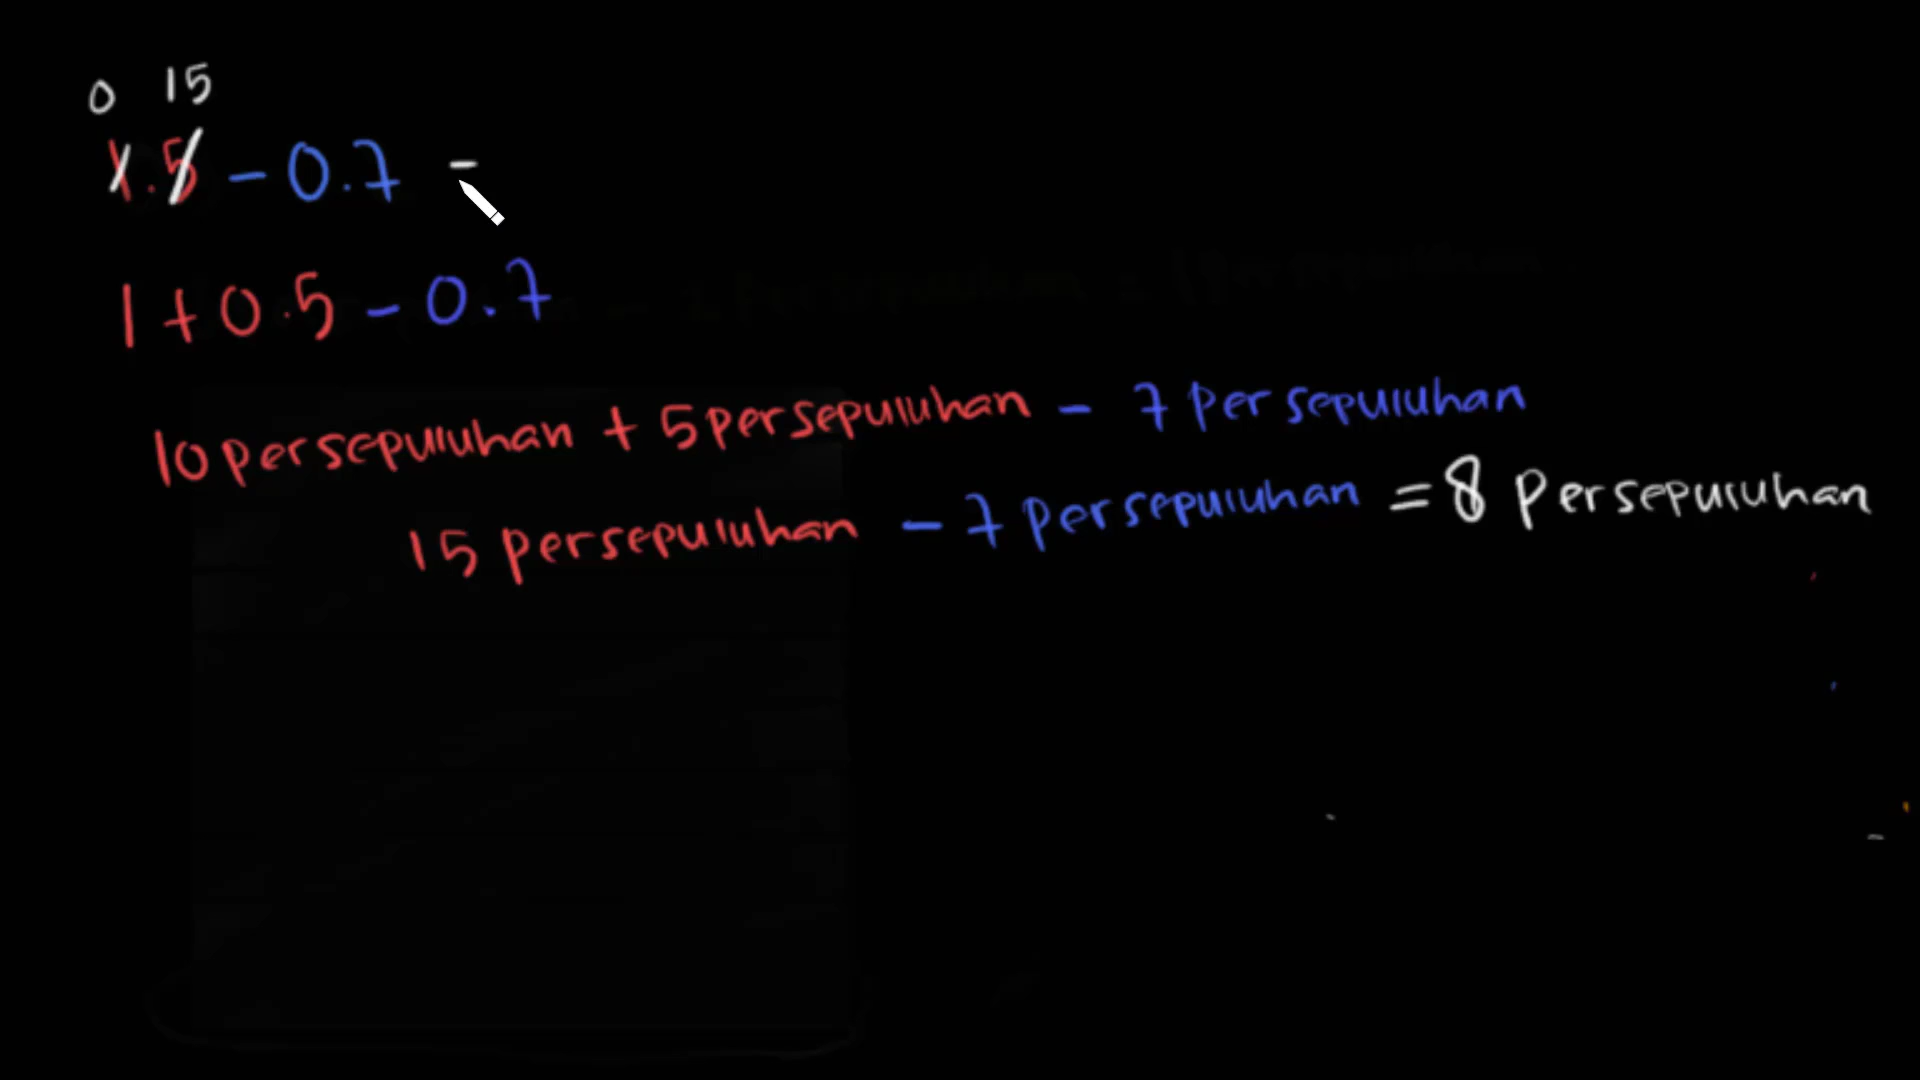 0 15
1.5 - 0.7 -
1 + 0.5 - 0.7
10 persepuluhan + 5 persepuluhan - 7 persepuluhan
15 persepuluhan - 7 persepuluhan = 8 persepuluhan